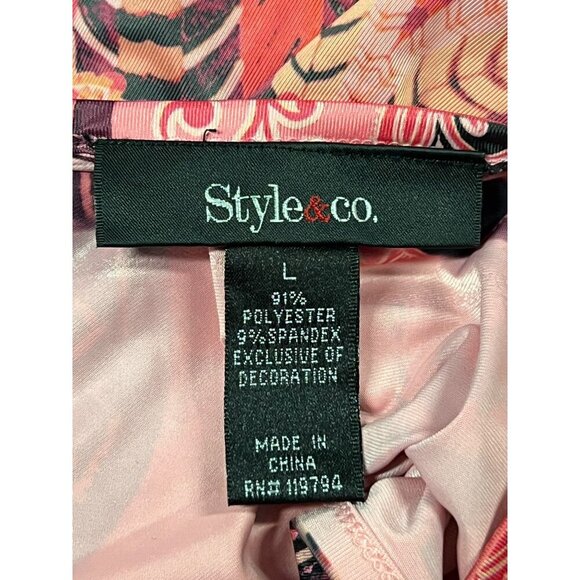 Style&co.
L
91%
POLYESTER
9% SPANDEX
EXCLUSIVE OF
DECORATION
MADE IN
CHINA
RN# 119794